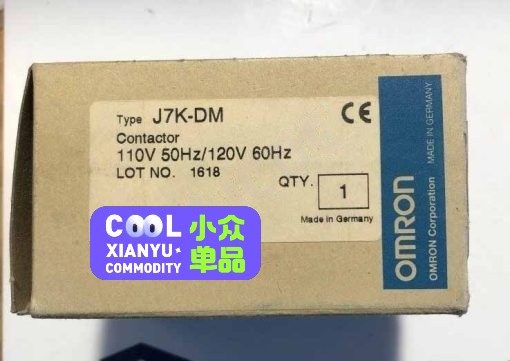 Type J7K-DM
Contactor
110V 50Hz/120V 60Hz
LOT NO. 1618
QTY. 1
Made in Germany
CE
OMRON
OMRON Corporation MADE IN GERMANY
COOL
XIANYU
COMMODITY
小众
单品